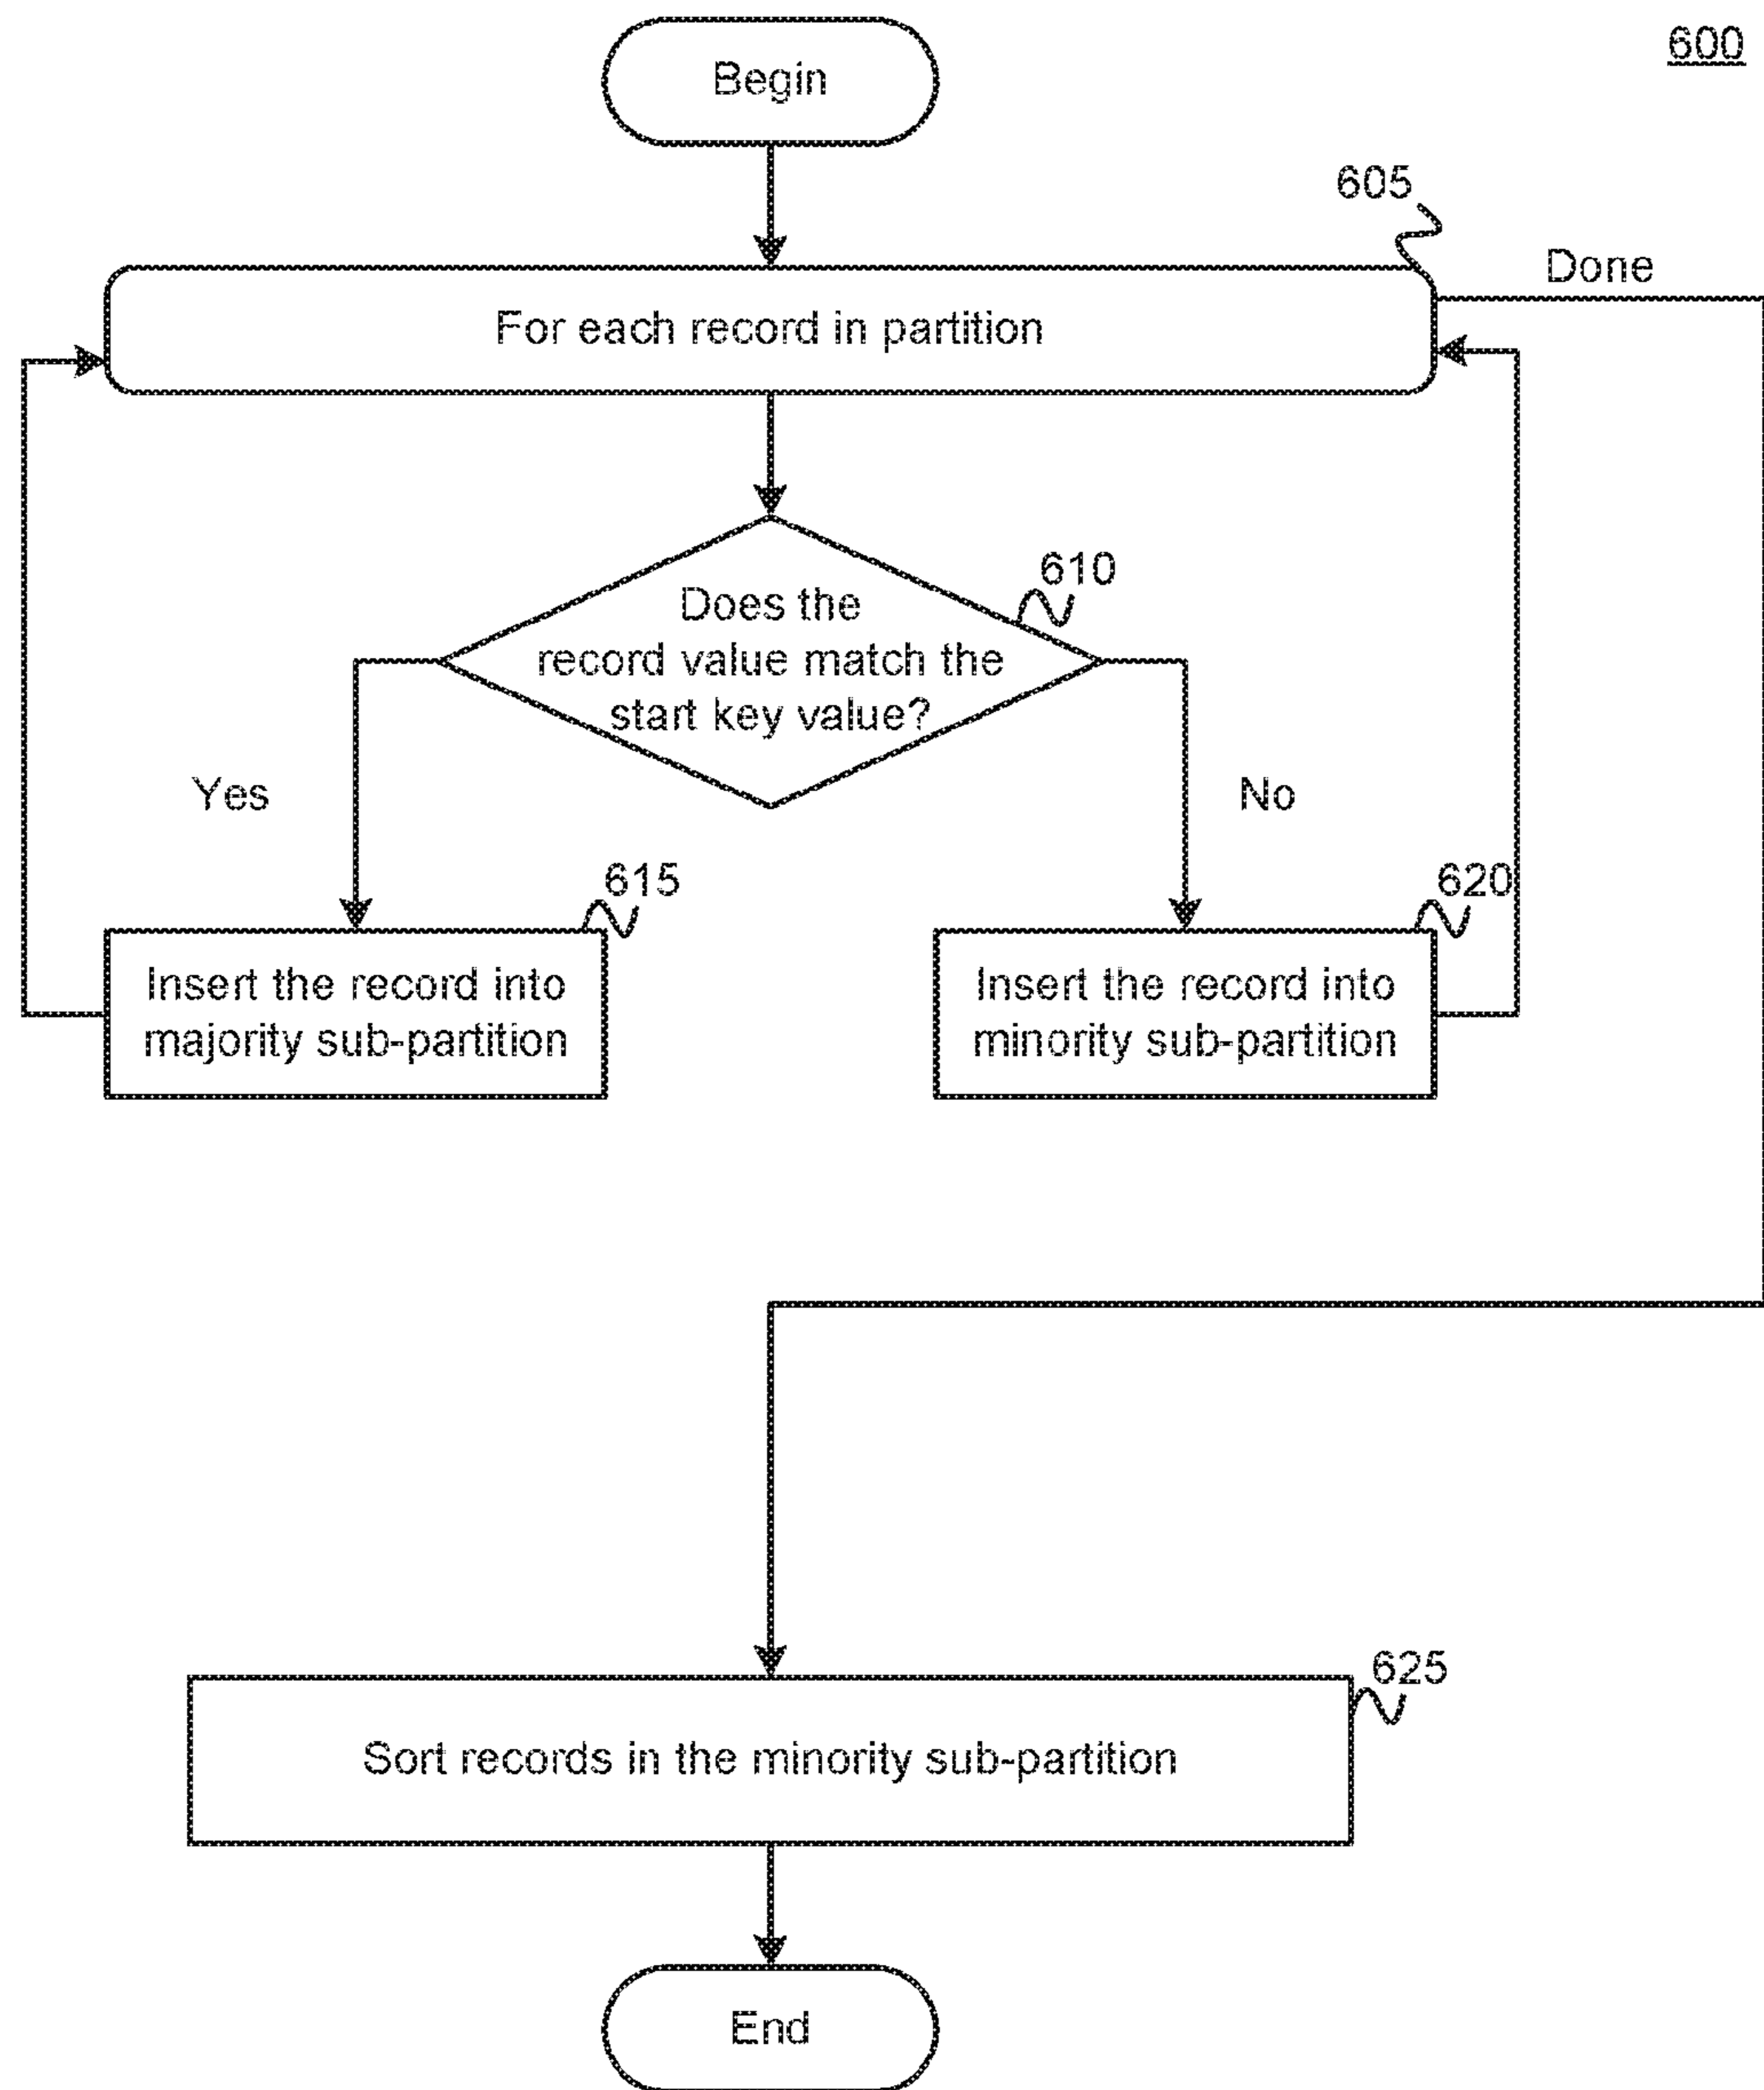 600
Begin
605
Done
For each record in partition
610
Does the
record value match the
start key value?
Yes
No
615
620
Insert the record into
majority sub-partition
Insert the record into
minority sub-partition
625
Sort records in the minority sub-partition
End